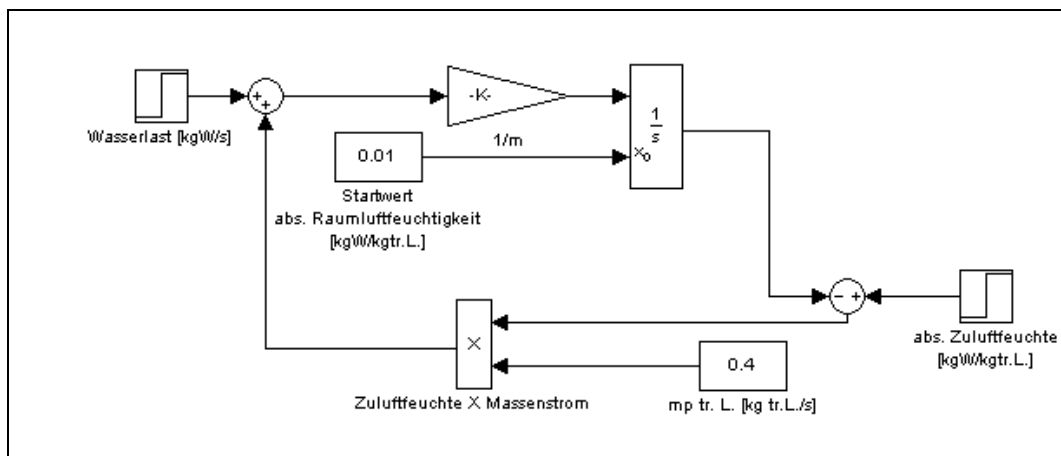 +
+
Wasserlast [kgW/s]
-K-
1/m
1
s
x0
0.01
Startwert
abs. Raumluftfeuchtigkeit
[kgW/kgtr.L.]
- +
abs. Zuluftfeuchte
[kgW/kgtr.L.]
X
Zuluftfeuchte X Massenstrom
0.4
mp tr. L. [kg tr.L./s]